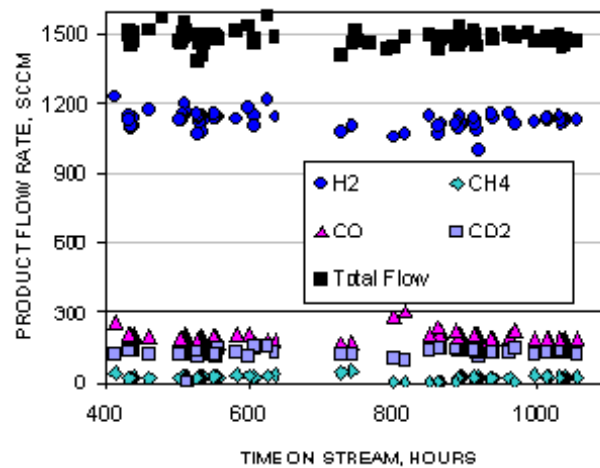 PRODUCT FLOW RATE, SCCM
1500
1200
900
600
300
0
H2
CH4
CO
CD2
Total Flow
400
600
800
1000
TIME ON STREAM, HOURS